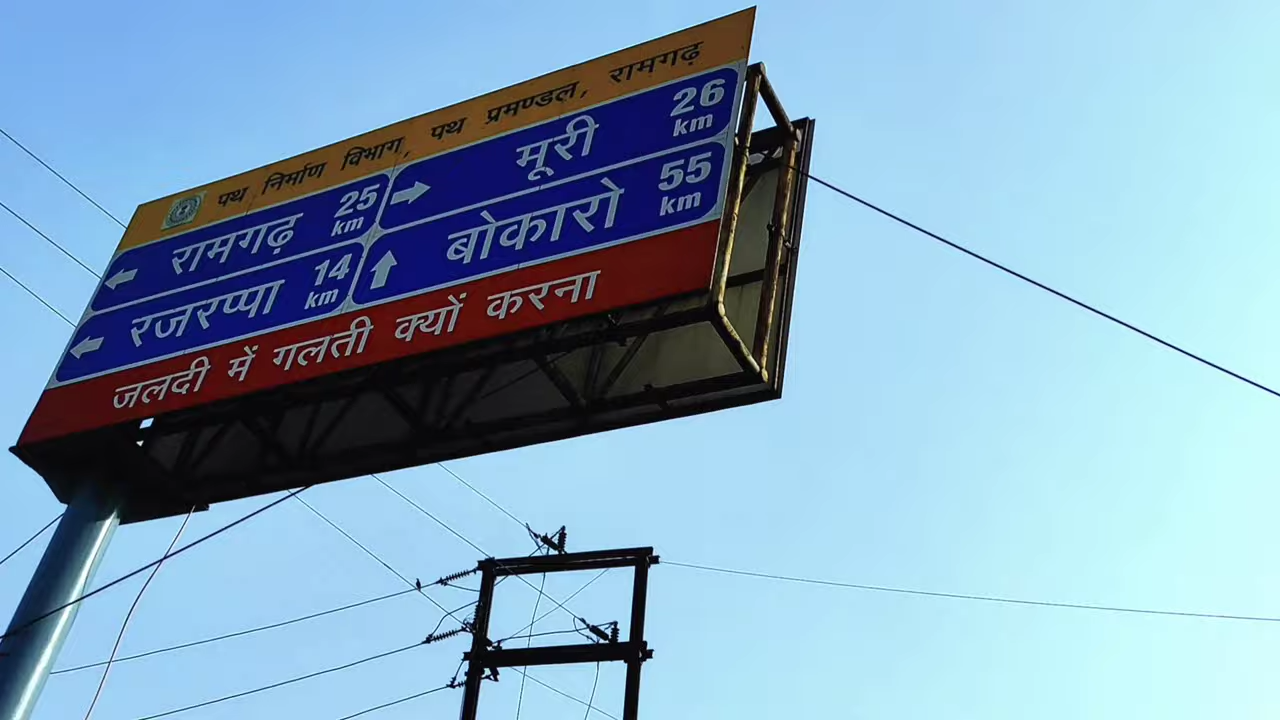 पथ निर्माण विभाग, पथ प्रमण्डल, रामगढ़
रामगढ़ 25 km
रजरप्पा 14 km
मूरी 26 km
बोकारो 55 km
जलदी में गलती क्यों करना